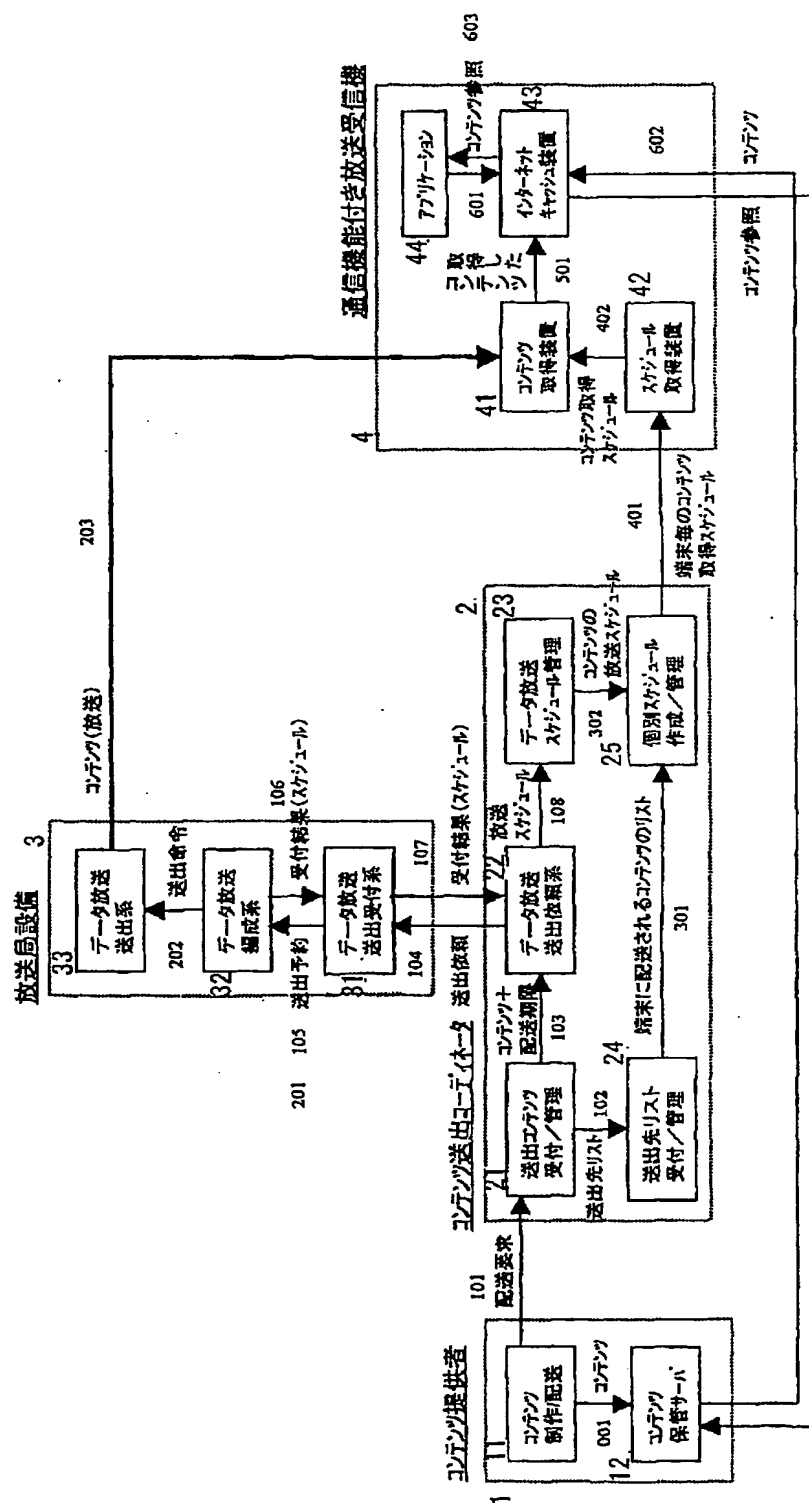 コンテンツ提供者
1
11
コンテンツ
制作/配送
001
コンテンツ
12
コンテンツ
保管サーバ
101
配送要求
コンテンツ送出コーディネータ
2
21
送出コンテンツ
受付/管理
送出先リスト
102
24
送出先リスト
受付/管理
コンテンツ+
配送期限
103
22
データ放送
送出依頼系
放送
スケジュール
108
23
データ放送
スケジュール管理
302
コンテンツの
放送スケジュール
25
個別スケジュール
作成/管理
端末に配送されるコンテンツのリスト
301
送出依頼
104
受付結果(スケジュール)
107
放送局設備
3
31
データ放送
送出受付系
201
105
送出予約
106
受付結果(スケジュール)
32
データ放送
編成系
202
送出命令
33
データ放送
送出系
コンテンツ(放送)
203
401
端末毎のコンテンツ
取得スケジュール
通信機能付き放送受信機
4
41
コンテンツ
取得装置
コンテンツ取得
スケジュール
402
42
スケジュール
取得装置
取得した
コンテンツ
501
43
インターネット
キャッシュ装置
44
アプリケーション
601
コンテンツ参照
603
602
コンテンツ
コンテンツ参照